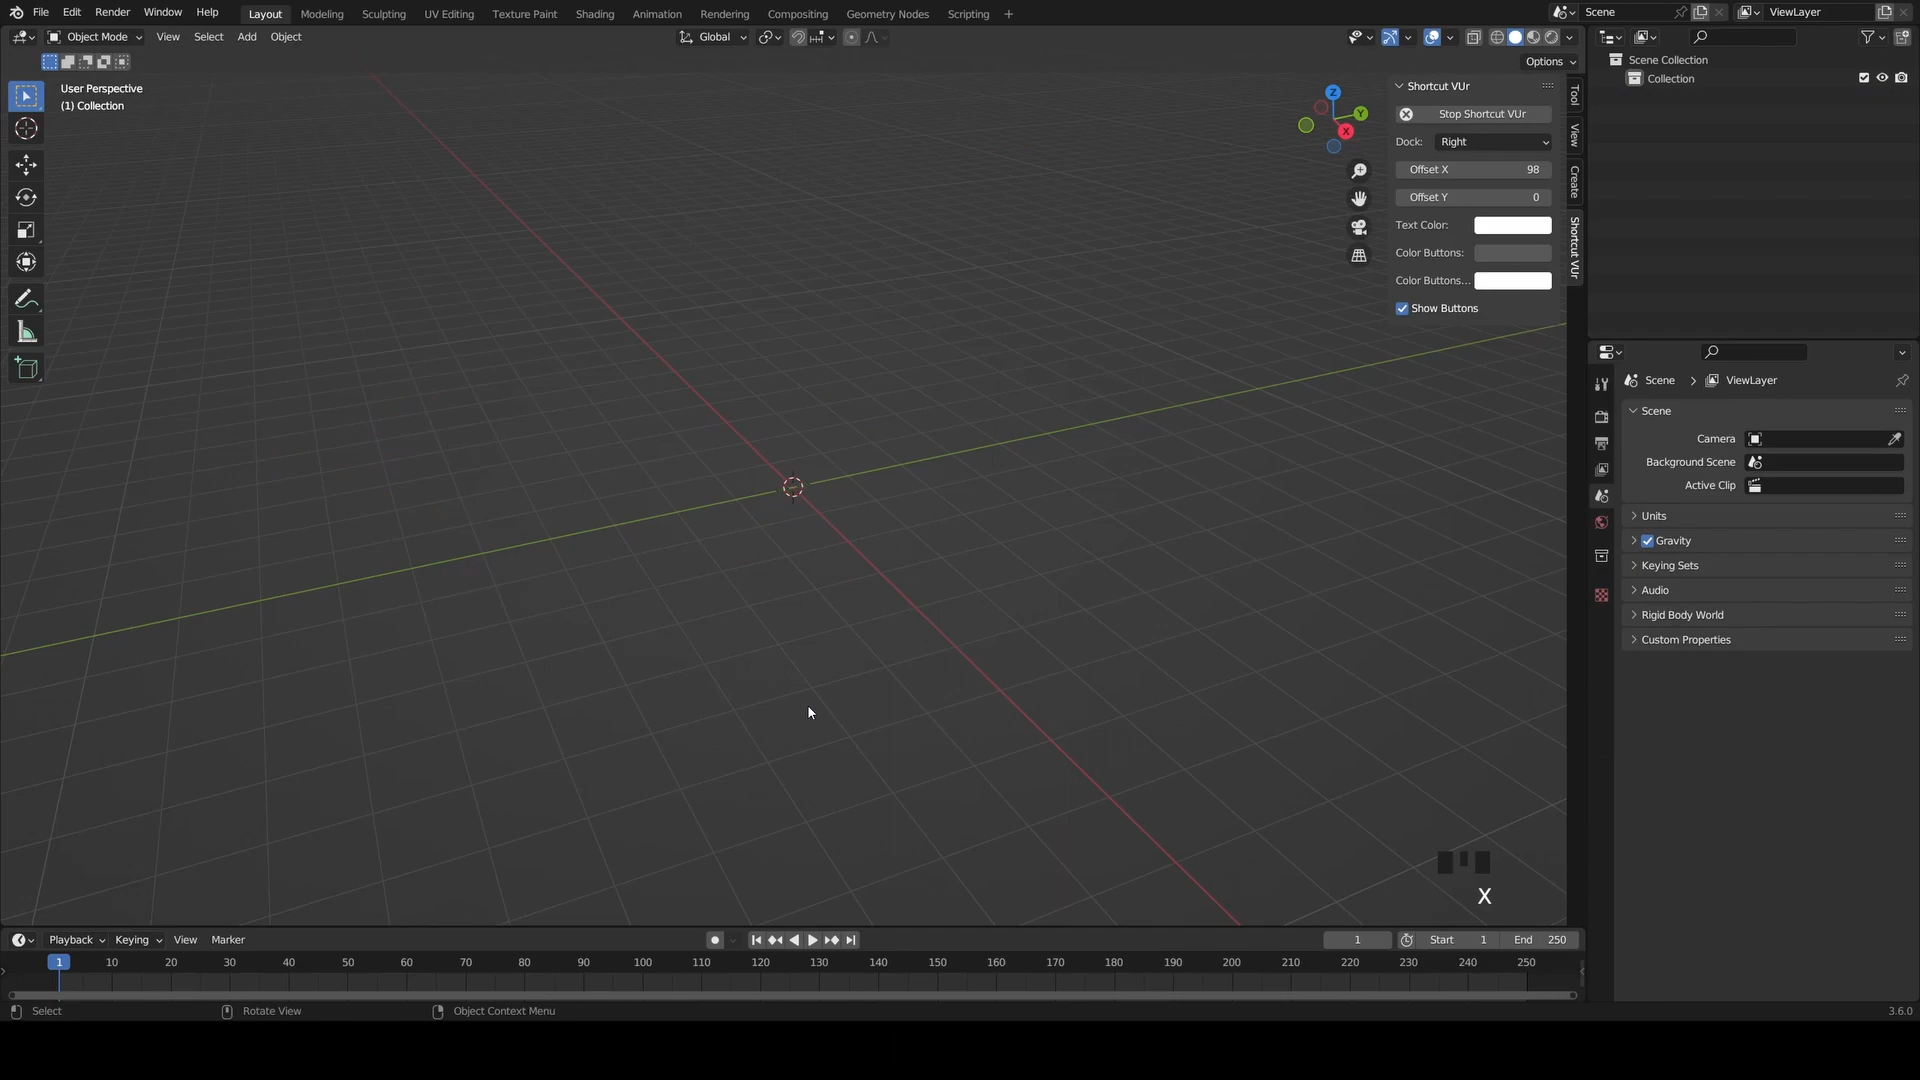 File Edit Render Window Help Layout Modeling Sculpting UV Editing Texture Paint Shading Animation Rendering Compositing Geometry Nodes Scripting + Scene ViewLayer
Object Mode View Select Add Object Global
Options
User Perspective
(1) Collection
Z
Y
X
Shortcut VUr
Stop Shortcut VUr
Dock: Right
Offset X 98
Offset Y 0
Text Color:
Color Buttons:
Color Buttons...
Show Buttons
Tool
View
Create
Shortcut VUr
Scene Collection
Collection
Scene > ViewLayer
Scene
Camera
Background Scene
Active Clip
Units
Gravity
Keying Sets
Audio
Rigid Body World
Custom Properties
X
Playback Keying View Marker 1 Start 1 End 250
1 10 20 30 40 50 60 70 80 90 100 110 120 130 140 150 160 170 180 190 200 210 220 230 240 250
Select Rotate View Object Context Menu 3.6.0